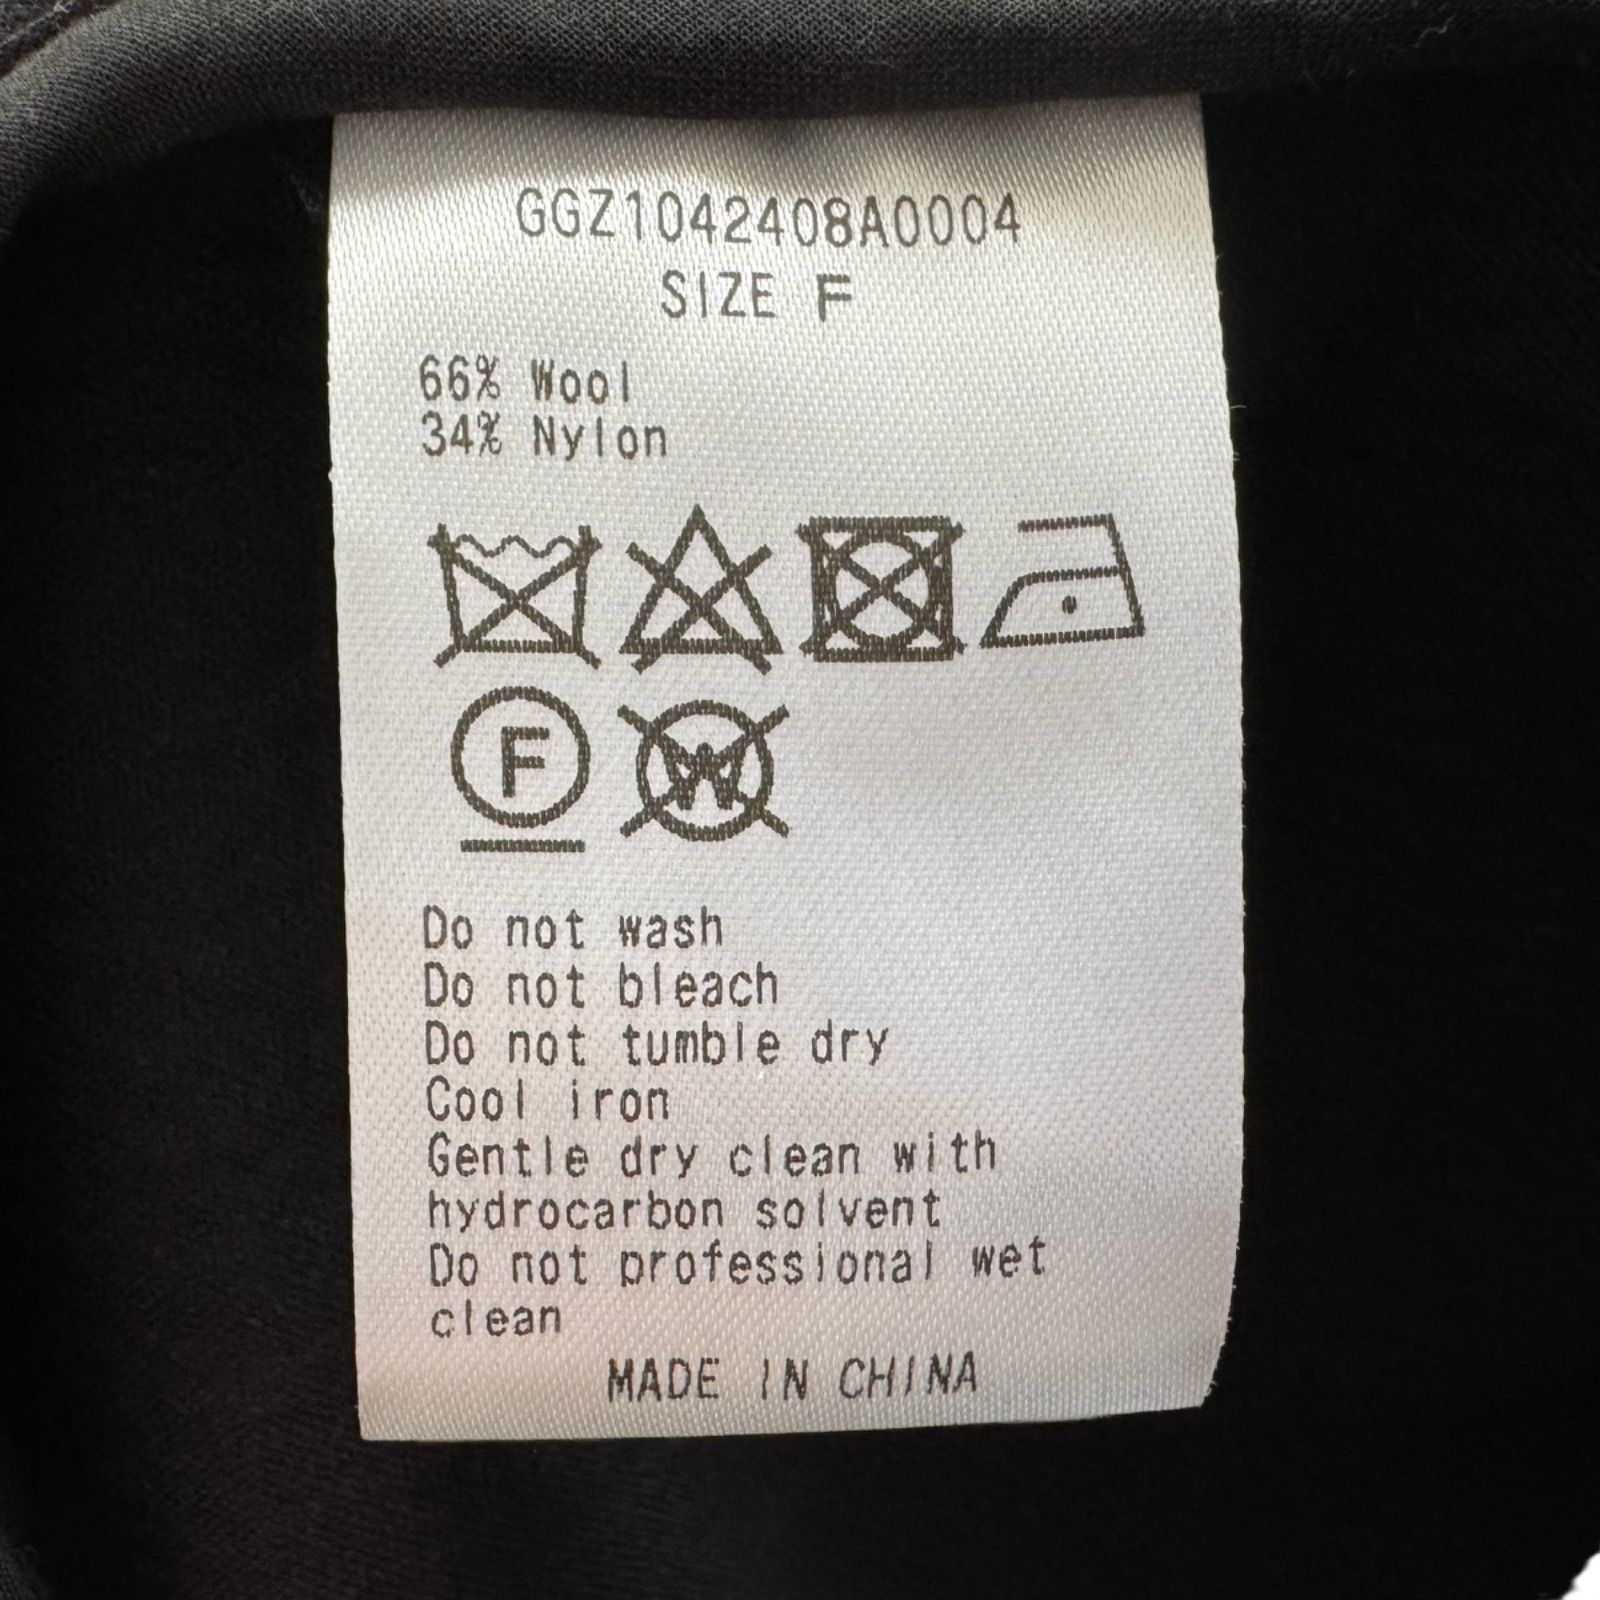 GGZ1042408A0004
SIZE F
66% Wool
34% Nylon
F
W
Do not wash
Do not bleach
Do not tumble dry
Cool iron
Gentle dry clean with
hydrocarbon solvent
Do not professional wet
clean
MADE IN CHINA